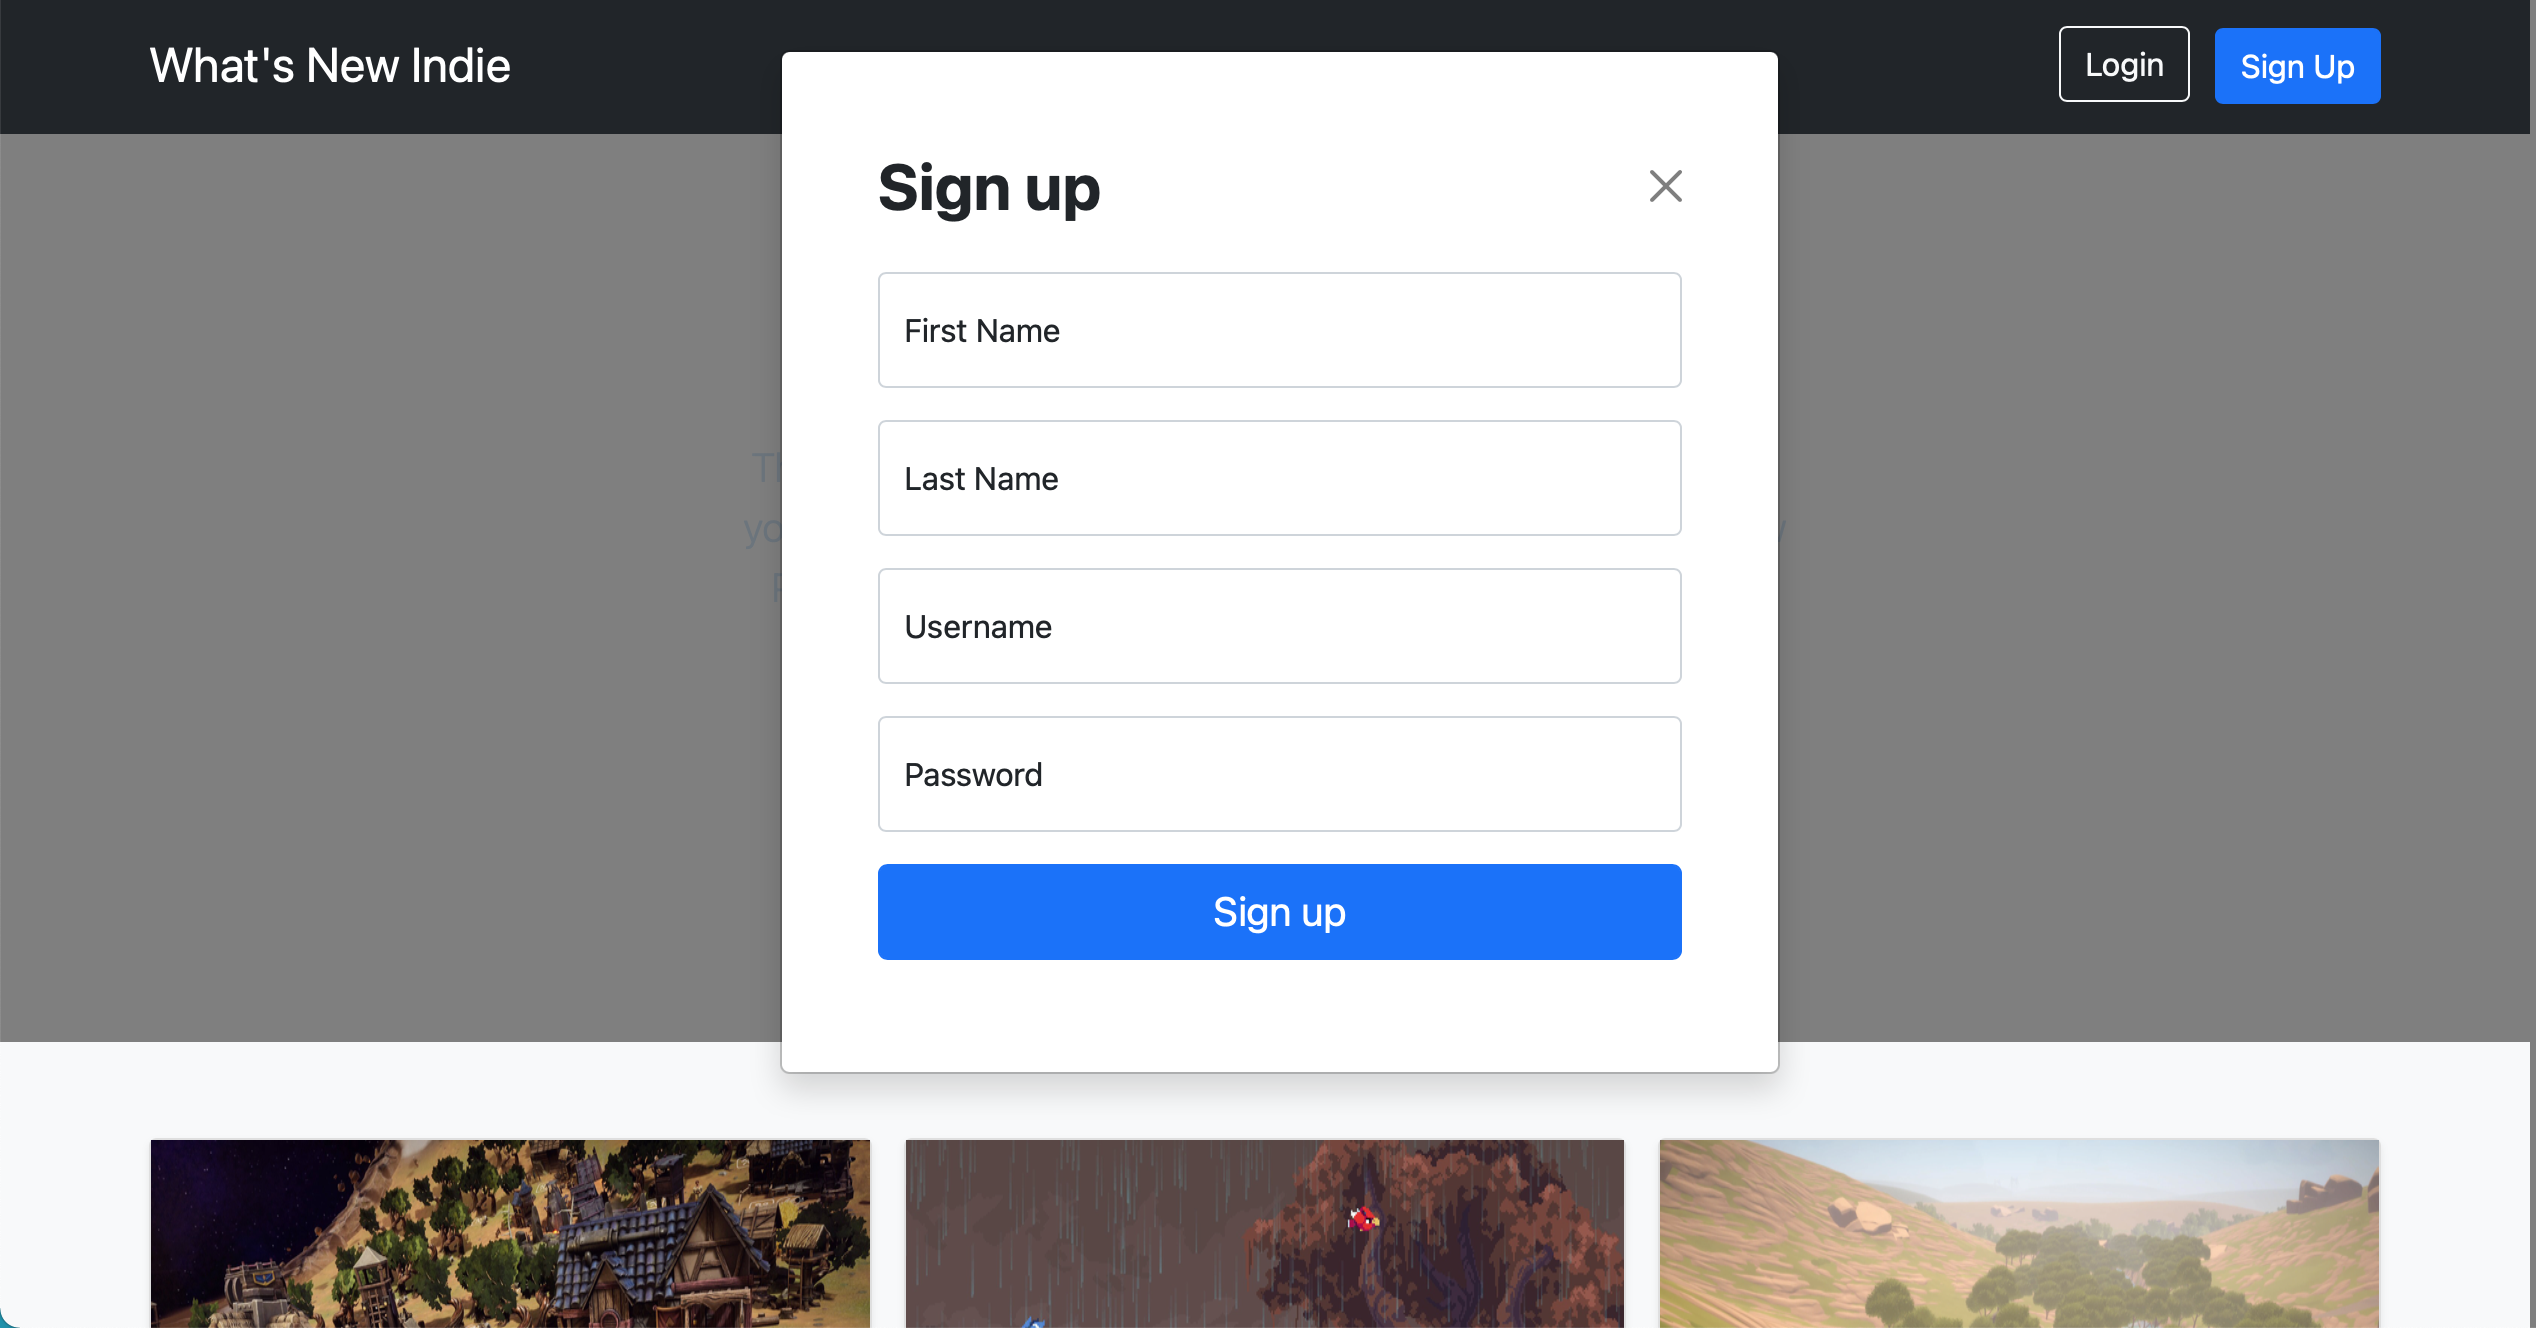 What's New Indie
Login
Sign Up
Sign up
First Name
Last Name
Username
Password
Sign up